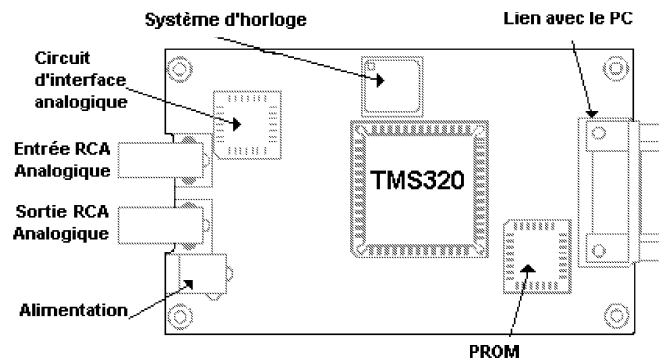 Système d'horloge
Lien avec le PC
Circuit
d'interface
analogique
Entrée RCA
Analogique
TMS320
Sortie RCA
Analogique
Alimentation
PROM